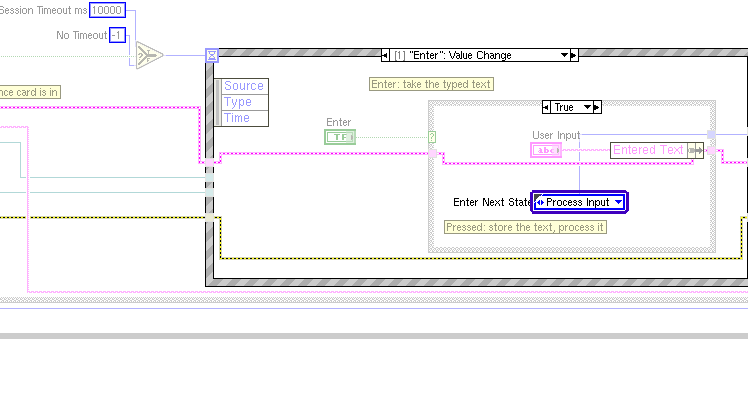 Session Timeout ms 10000
No Timeout -1
T
?
F
[1] "Enter": Value Change
nce card is in
Source
Type
Time
Enter: take the typed text
True
Enter
TF
?
User Input
abc
Entered Text
Enter Next State Process Input
Pressed: store the text, process it